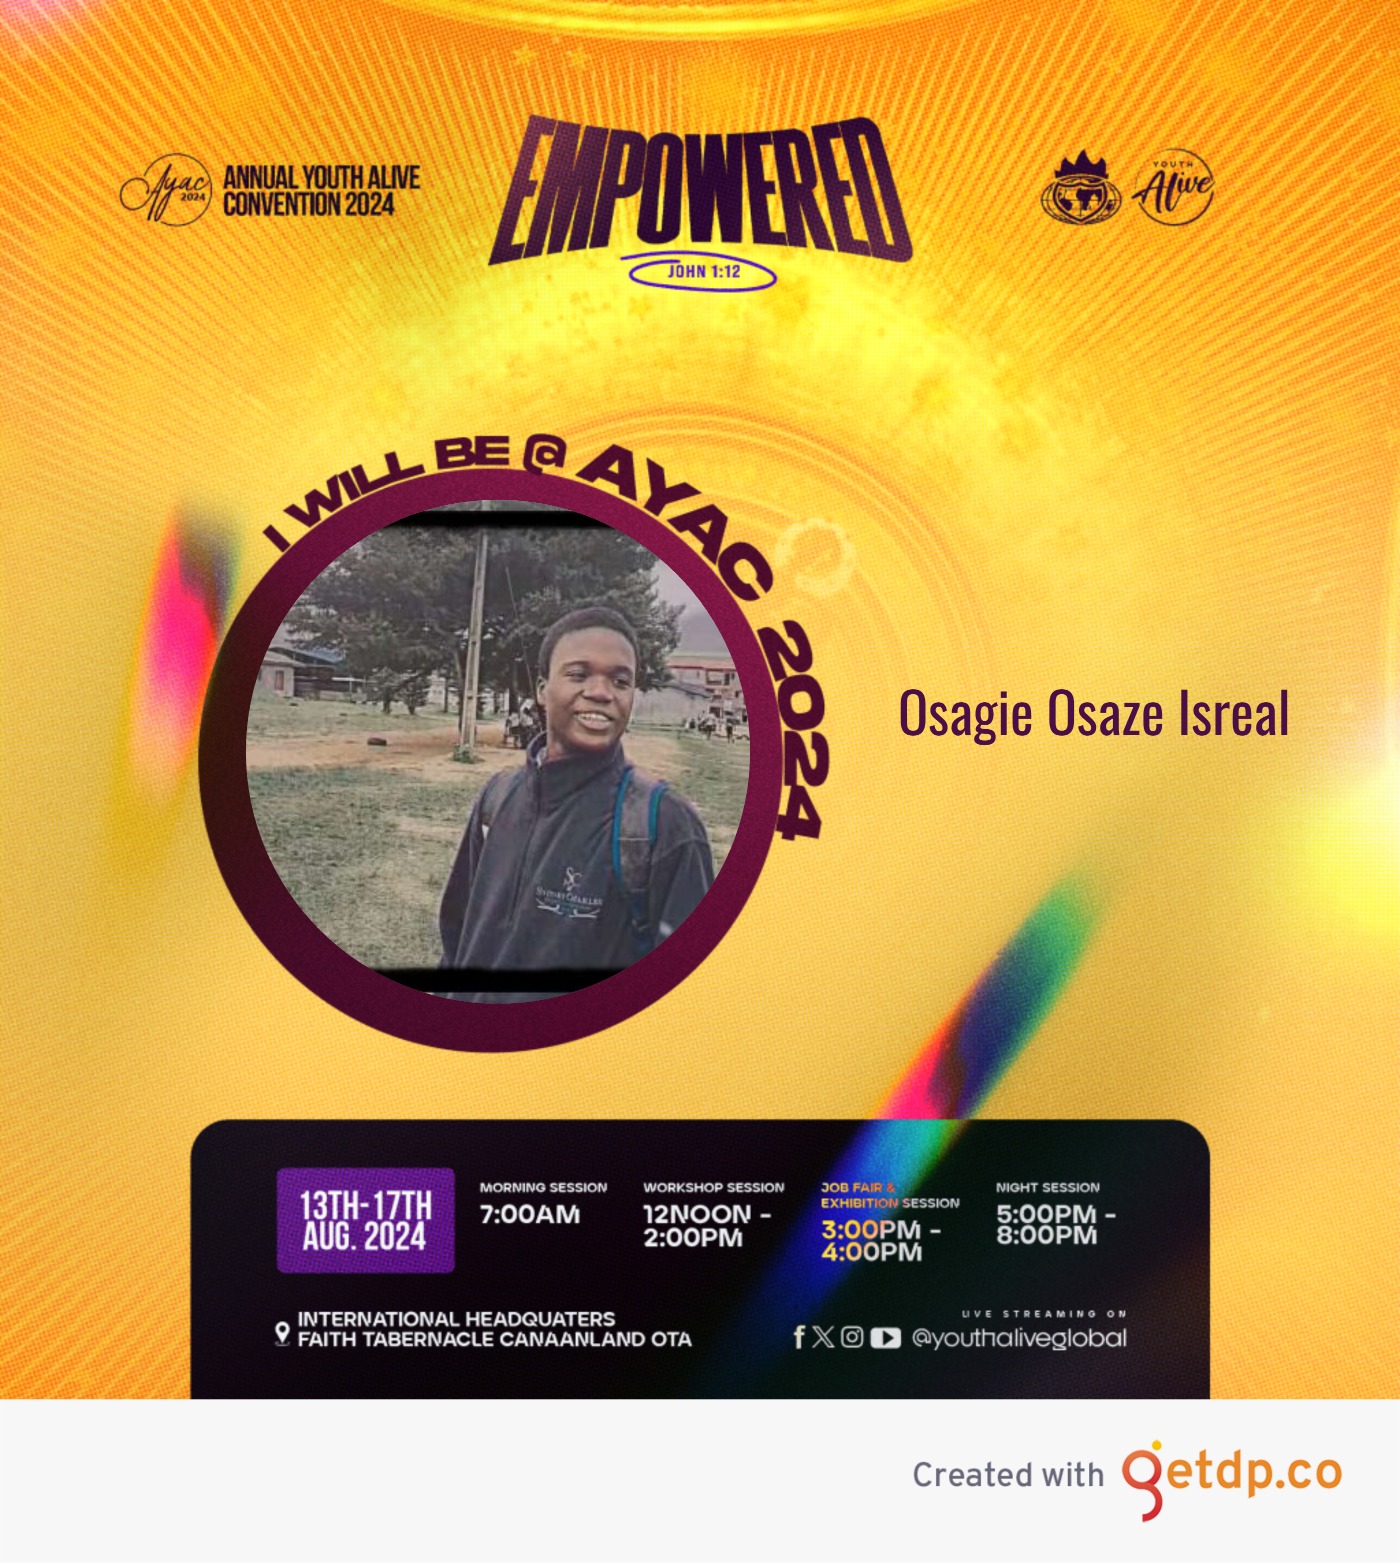 Ayac
2024
ANNUAL YOUTH ALIVE
CONVENTION 2024
EMPOWERED
JOHN 1:12
YOUTH
Alive
I WILL BE @ AYAC 2024
Osagie Osaze Isreal
SC
SYDNEY CHARLES
13TH-17TH
AUG. 2024
MORNING SESSION
7:00AM
WORKSHOP SESSION
12NOON -
2:00PM
JOB FAIR &
EXHIBITION SESSION
3:00PM -
4:00PM
NIGHT SESSION
5:00PM -
8:00PM
INTERNATIONAL HEADQUATERS
FAITH TABERNACLE CANAANLAND OTA
LIVE STREAMING ON
@youthaliveglobal
Created with getdp.co